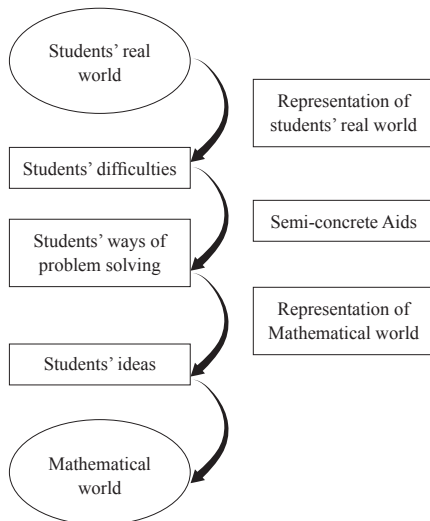 Students’ real
world
Representation of
students’ real world
Students’ difficulties
Semi-concrete Aids
Students’ ways of
problem solving
Representation of
Mathematical world
Students’ ideas
Mathematical
world